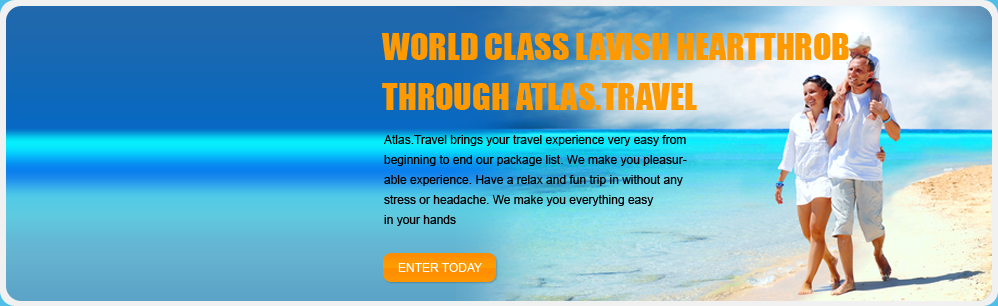 WORLD CLASS LAVISH HEARTTHROB
THROUGH ATLAS.TRAVEL
Atlas.Travel brings your travel experience very easy from
beginning to end our package list. We make you pleasur-
able experience. Have a relax and fun trip in without any
stress or headache. We make you everything easy
in your hands
ENTER TODAY